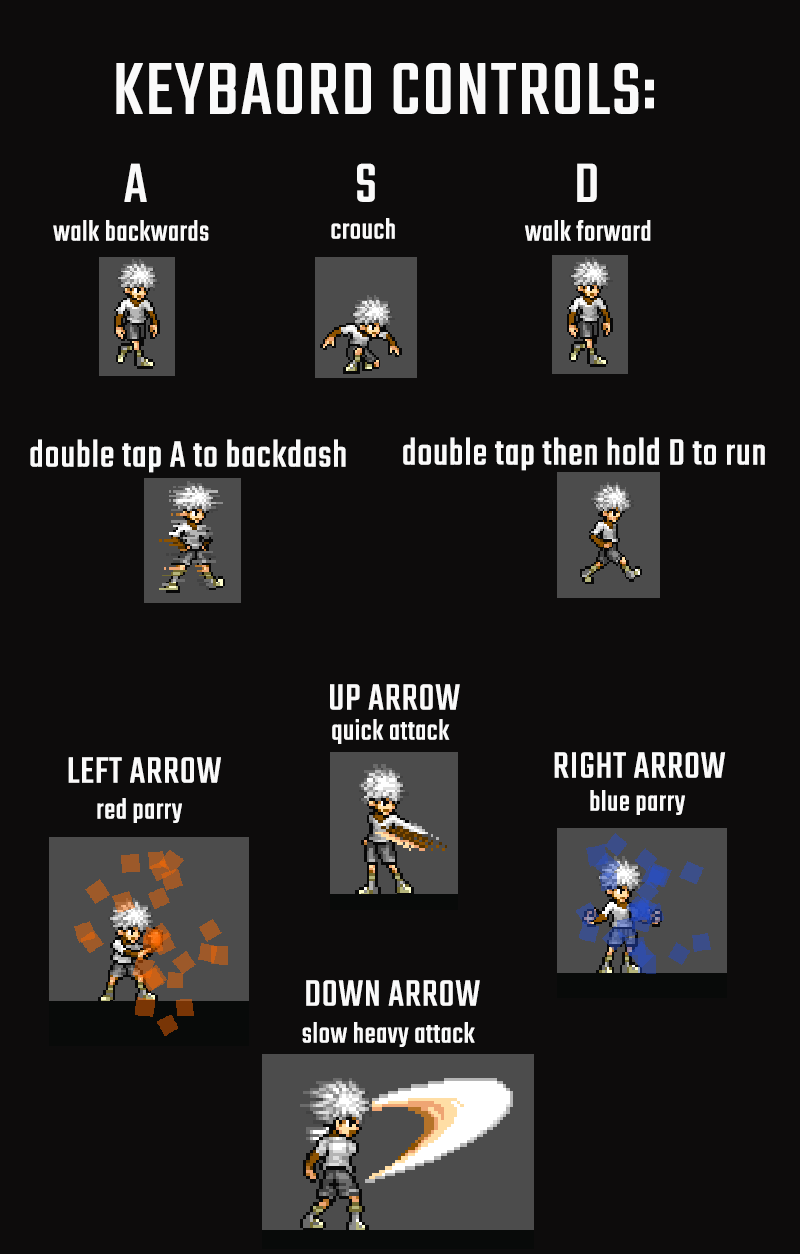 KEYBAORD CONTROLS:
A
walk backwards
S
crouch
D
walk forward
double tap A to backdash
double tap then hold D to run
UP ARROW
quick attack
LEFT ARROW
red parry
RIGHT ARROW
blue parry
DOWN ARROW
slow heavy attack